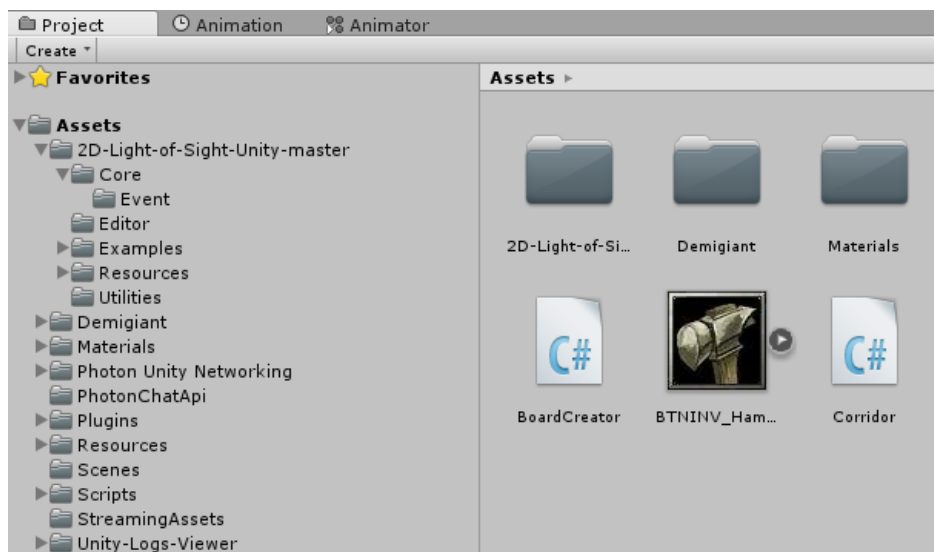 Project Animation Animator
Create
Favorites
Assets
2D-Light-of-Sight-Unity-master
Core
Event
Editor
Examples
Resources
Utilities
Demigiant
Materials
Photon Unity Networking
PhotonChatApi
Plugins
Resources
Scenes
Scripts
StreamingAssets
Unity-Logs-Viewer
Assets
2D-Light-of-Si... Demigiant Materials
C# C#
BoardCreator BTNINV_Ham... Corridor